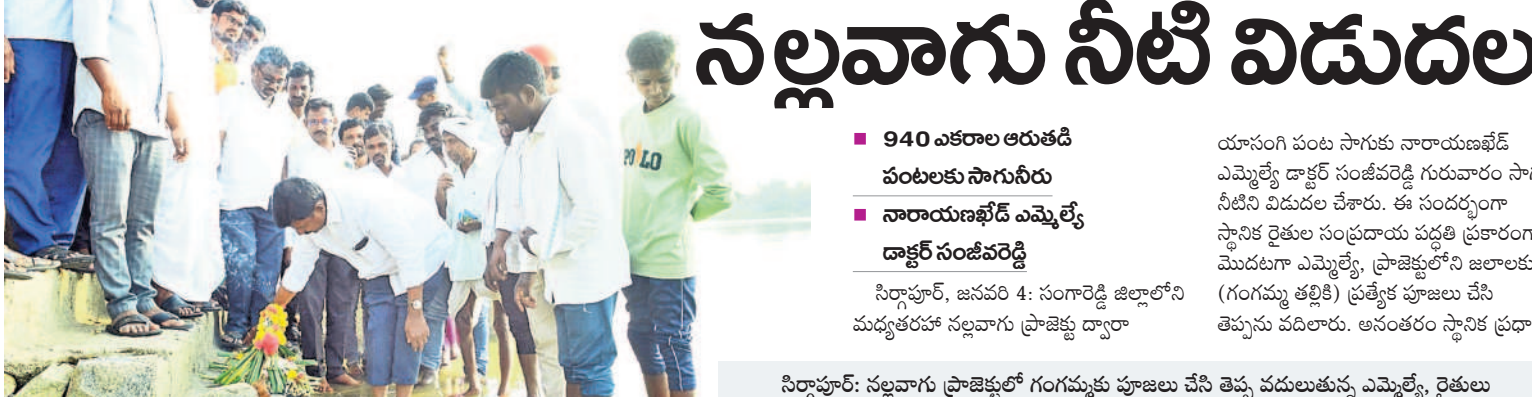 నల్లవాగు నీటి విడుదల
940 ఎకరాల ఆరుతడి
పంటలకు సాగునీరు
నారాయణఖేడ్ ఎమ్మెల్యే
డాక్టర్ సంజీవరెడ్డి
సిర్గాపూర్, జనవరి 4: సంగారెడ్డి జిల్లాలోని
మధ్యతరహా నల్లవాగు ప్రాజెక్టు ద్వారా
యాసంగి పంట సాగుకు నారాయణఖేడ్
ఎమ్మెల్యే డాక్టర్ సంజీవరెడ్డి గురువారం
నీటిని విడుదల చేశారు. ఈ సందర్భంగా
స్థానిక రైతుల సంప్రదాయ పద్ధతి ప్రకారంగా
మొదటగా ఎమ్మెల్యే, ప్రాజెక్టులోని జలాలకు
(గంగమ్మ తల్లికి) ప్రత్యేక పూజలు చేసి
తెప్పను వదిలారు. అనంతరం స్థానిక ప్రధా
సిర్గాపూర్: నల్లవాగు ప్రాజెక్టులో గంగమ్మకు పూజలు చేసి తెప్ప వదులుతున్న ఎమ్మెల్యే, రైతులు
POLO